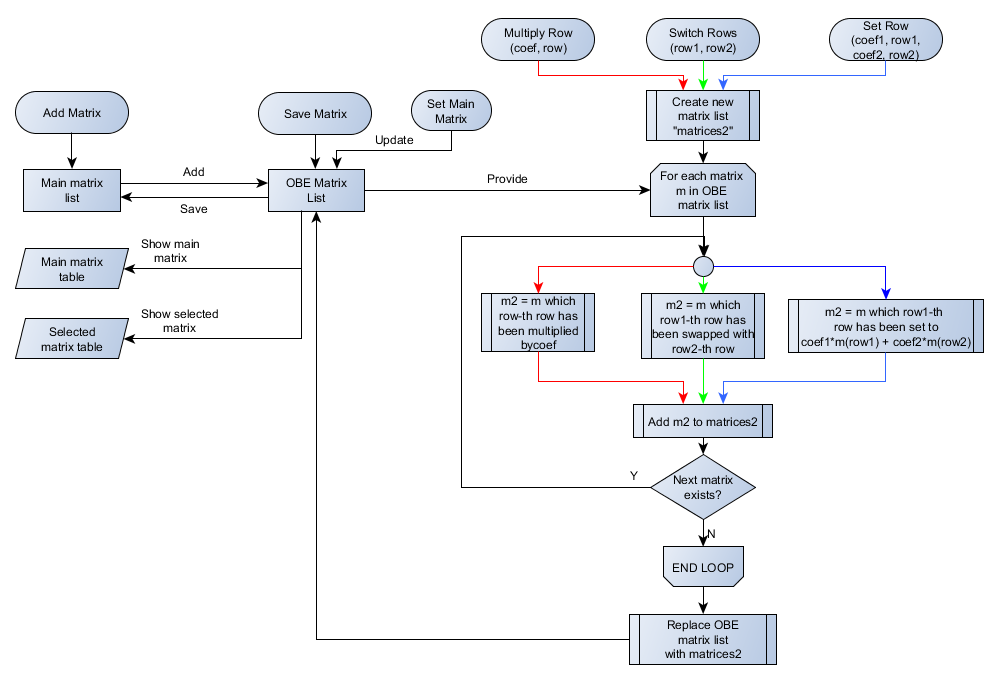 Multiply Row
(coef, row)
Switch Rows
(row1, row2)
Set Row
(coef1, row1,
coef2, row2)
Add Matrix
Save Matrix
Set Main
Matrix
Create new
matrix list
"matrices2"
Update
Main matrix
list
Add
Save
OBE Matrix
List
Provide
For each matrix
m in OBE
matrix list
Show main
matrix
Main matrix
table
Show selected
matrix
Selected
matrix table
m2 = m which
row-th row has
been multiplied
bycoef
m2 = m which
row1-th row has
been swapped with
row2-th row
m2 = m which row1-th
row has been set to
coef1*m(row1) + coef2*m(row2)
Add m2 to matrices2
Y
Next matrix
exists?
N
END LOOP
Replace OBE
matrix list
with matrices2